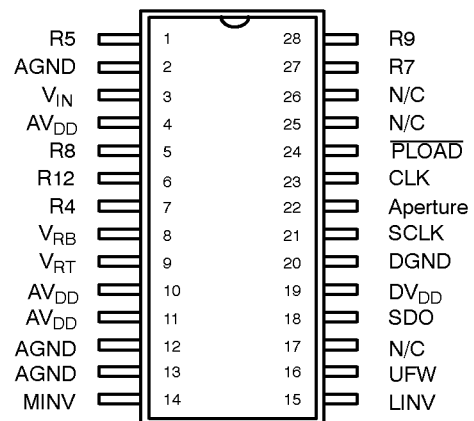 R5 1 28 R9
AGND 2 27 R7
VIN 3 26 N/C
AVDD 4 25 N/C
R8 5 24 PLOAD
R12 6 23 CLK
R4 7 22 Aperture
VRB 8 21 SCLK
VRT 9 20 DGND
AVDD 10 19 DVDD
AVDD 11 18 SDO
AGND 12 17 N/C
AGND 13 16 UFW
MINV 14 15 LINV